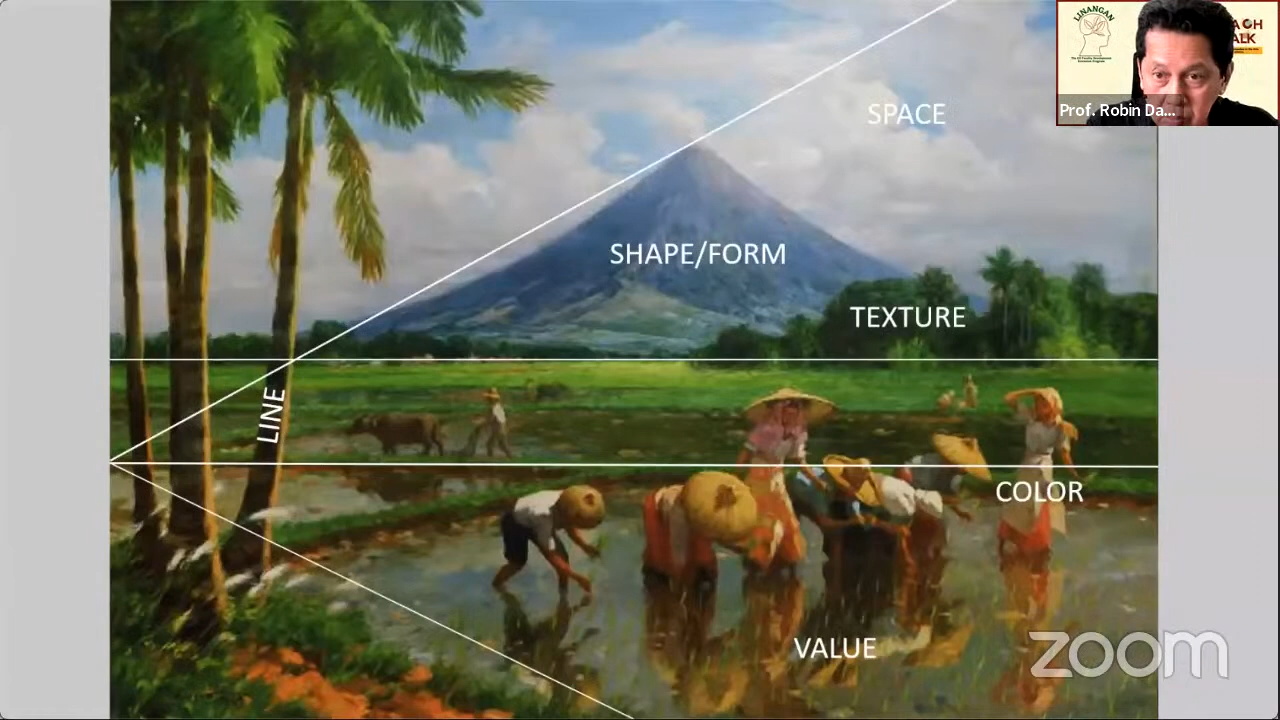 LINANGAN
ALK
Prof. Robin Da...
SPACE
SHAPE/FORM
TEXTURE
LINE
COLOR
VALUE
zoom